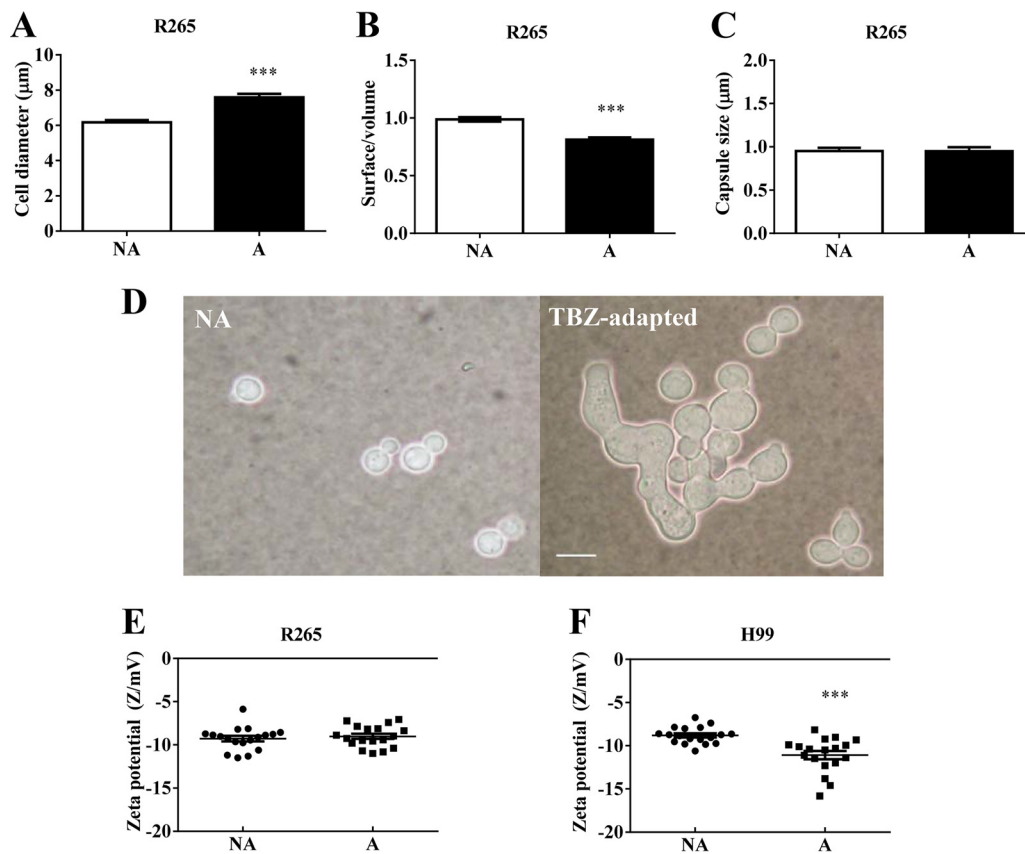 A
R265
Cell diameter (μm)
8
6
4
2
0
***
NA
A
B
R265
Surface/volume
1.5
1.0
0.5
0.0
***
NA
A
C
R265
Capsule size (μm)
2.0
1.5
1.0
0.5
0.0
NA
A
D
NA
TBZ-adapted
E
R265
Zeta potential (Z/mV)
0
-5
-10
-15
-20
NA
A
F
H99
Zeta potential (Z/mV)
0
-5
-10
-15
-20
***
NA
A